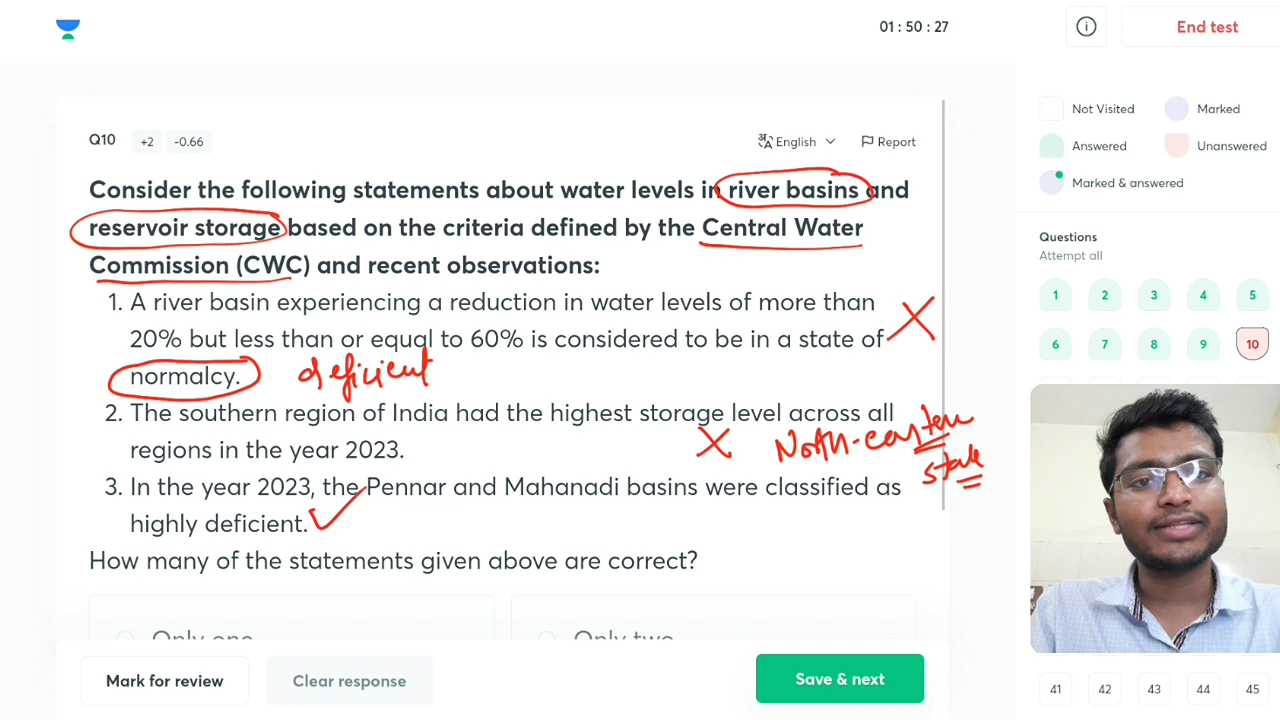 01 : 50 : 27
End test
Q10 +2 -0.66 English Report
Consider the following statements about water levels in river basins and
reservoir storage based on the criteria defined by the Central Water
Commission (CWC) and recent observations:
1. A river basin experiencing a reduction in water levels of more than
20% but less than or equal to 60% is considered to be in a state of
normalcy. deficient
2. The southern region of India had the highest storage level across all
regions in the year 2023. North-eastern
state
3. In the year 2023, the Pennar and Mahanadi basins were classified as
highly deficient.
How many of the statements given above are correct?
Only one Only two
Mark for review Clear response Save & next
Not Visited Marked
Answered Unanswered
Marked & answered
Questions
Attempt all
1 2 3 4 5
6 7 8 9 10
41 42 43 44 45